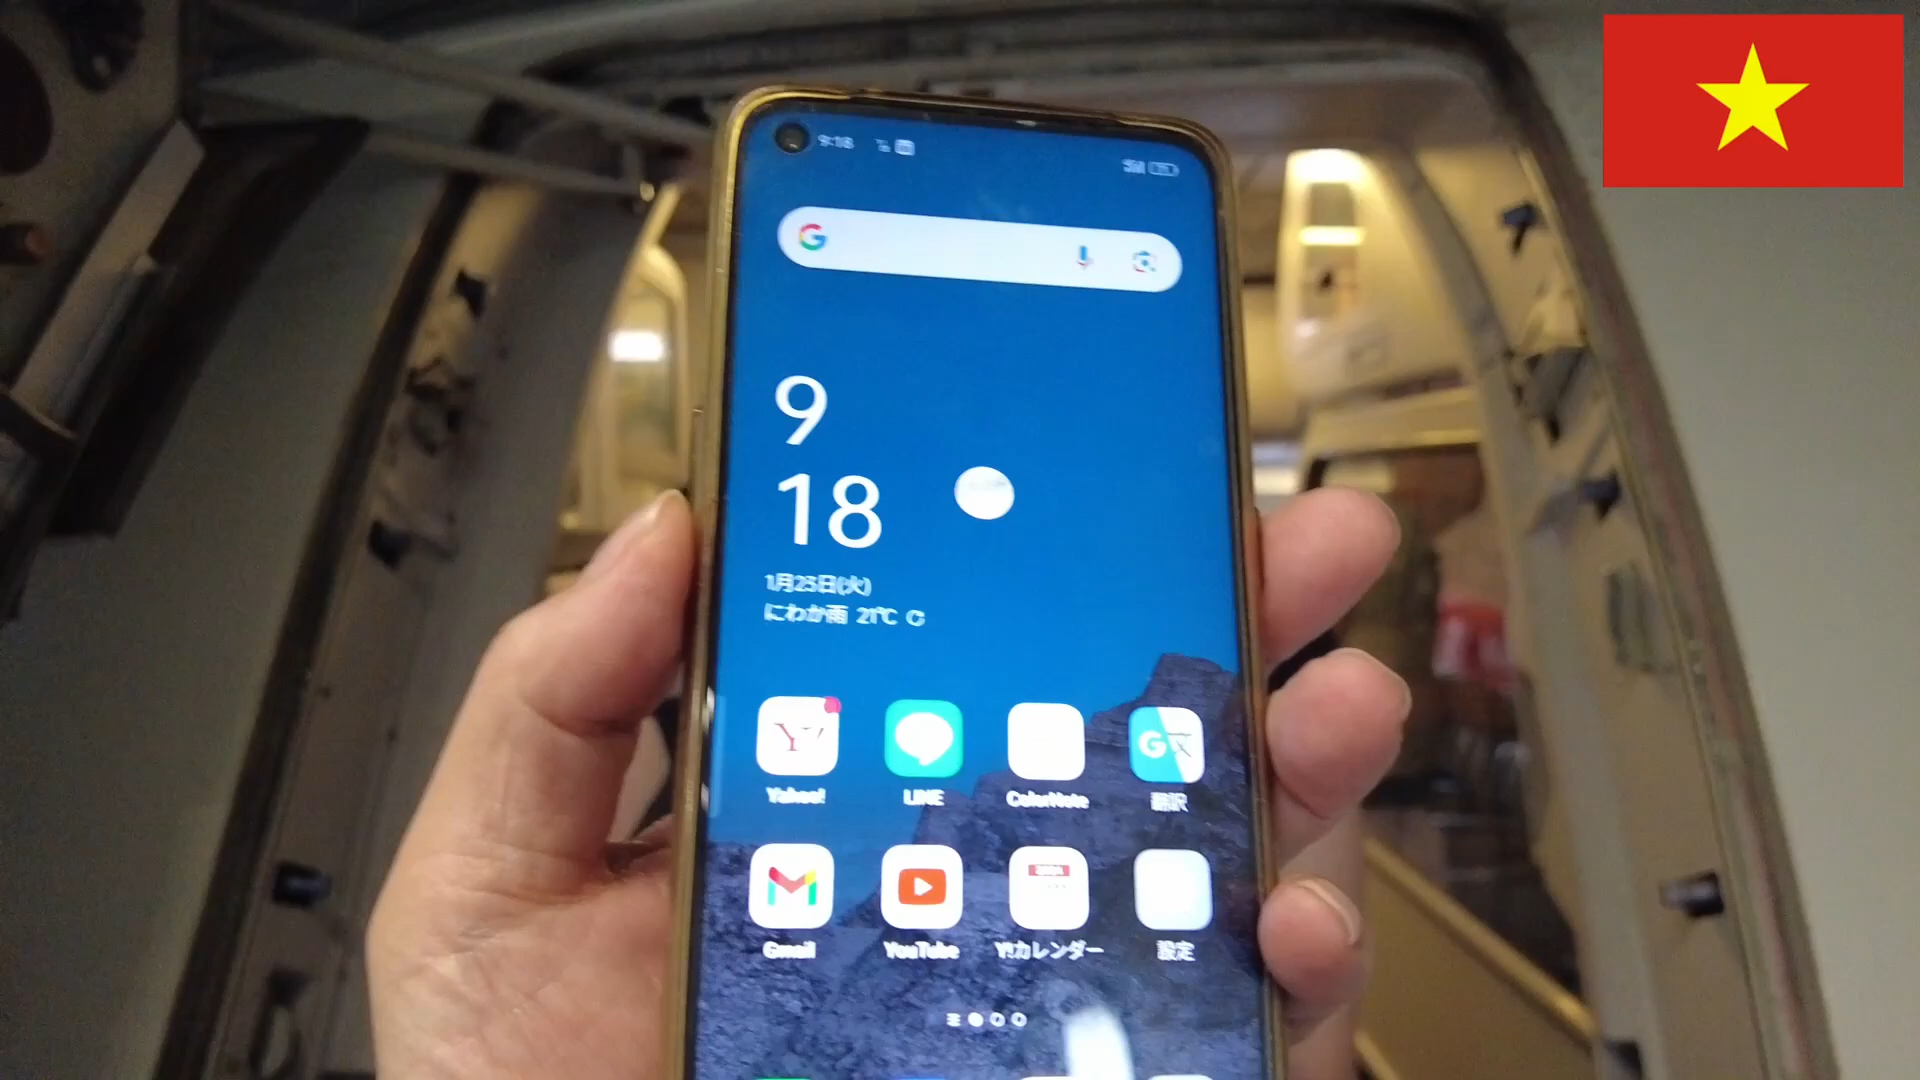 9:18
9
18
1月23日(火)
にわか雨 21℃
Yahoo!
LINE
ColorNote
翻訳
Gmail
YouTube
Y!カレンダー
設定